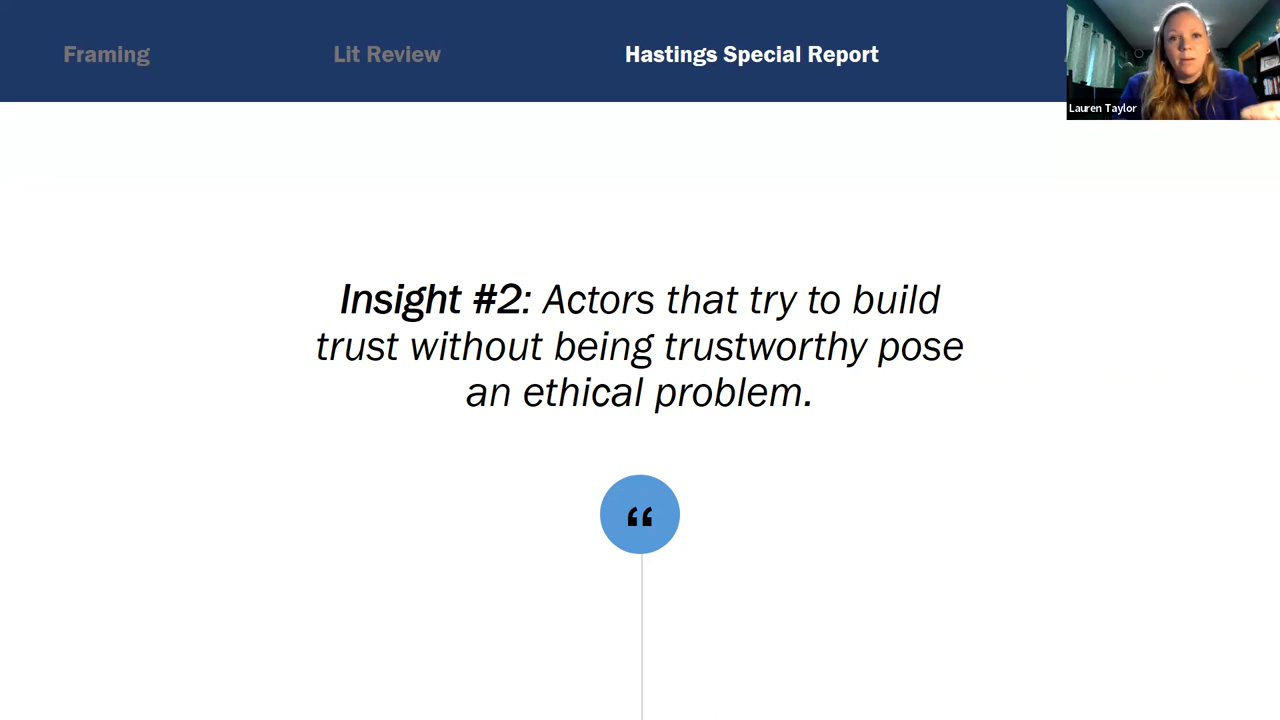 Framing
Lit Review
Hastings Special Report
Lauren Taylor
Insight #2: Actors that try to build
trust without being trustworthy pose
an ethical problem.
“